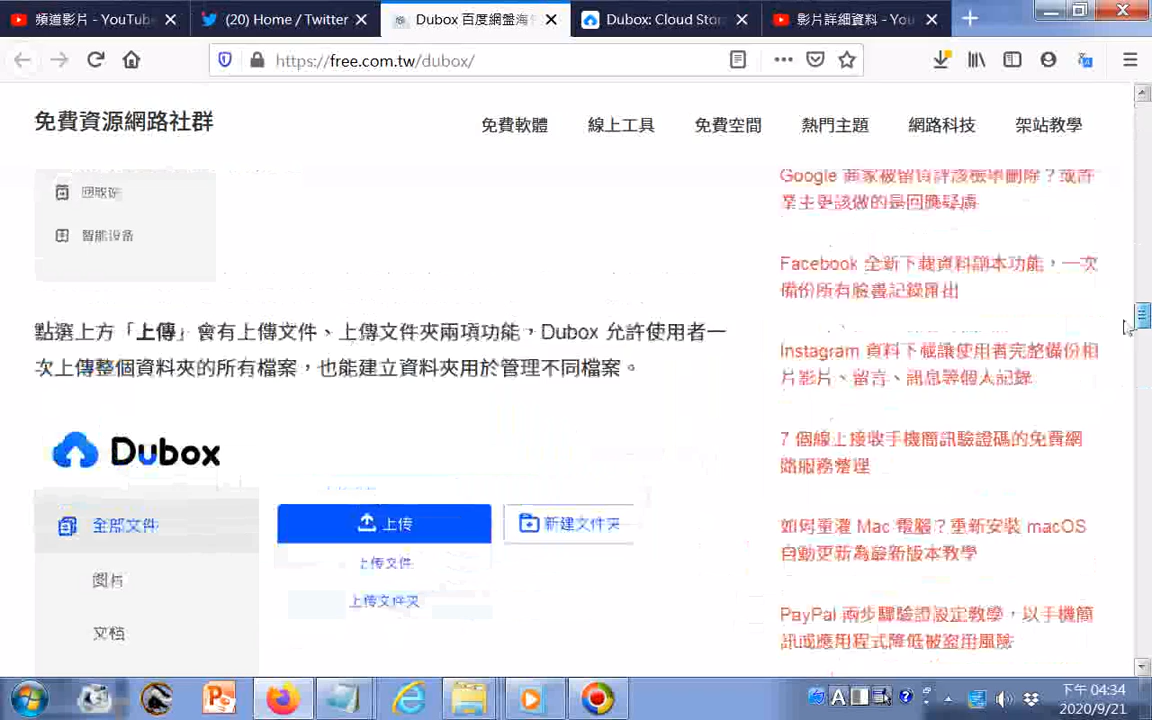 頻道影片 - YouTub
(20) Home / Twitter
Dubox 百度網盤海
Dubox: Cloud Stor
影片詳細資料 - You
https://free.com.tw/dubox/
免費資源網路社群
免費軟體 線上工具 免費空間 熱門主題 網路科技 架站教學
回收站
智能设备
點選上方「上傳」會有上傳文件、上傳文件夾兩項功能，Dubox 允許使用者一
次上傳整個資料夾的所有檔案，也能建立資料夾用於管理不同檔案。
Dubox
全部文件
上传
新建文件夹
上传文件
图片
上传文件夹
文档
Google 商家被留負評該檢舉刪除？或許
業主更該做的是回應疑慮
Facebook 全新下載資料副本功能，一次
備份所有臉書記錄匯出
Instagram 資料下載讓使用者完整備份相
片影片、留言、訊息等個人記錄
7 個線上接收手機簡訊驗證碼的免費網
路服務整理
如何重灌 Mac 電腦？重新安裝 macOS
自動更新為最新版本教學
PayPal 兩步驟驗證設定教學，以手機簡
訊或應用程式降低被盜用風險
A
下午 04:34
2020/9/21